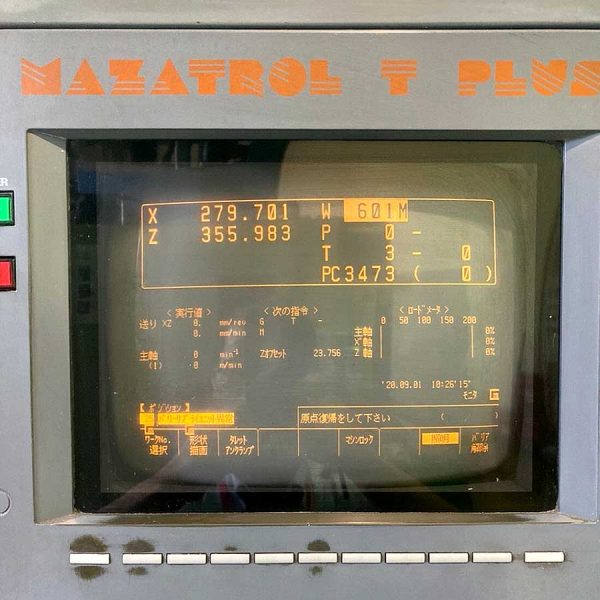 MAZATROL T PLUS
ER
X 279.701 W 601M
Z 355.983 P 0 -
T 3 - 0
PC 3473 ( 0 )
<実行値> <次の指令> <ロードメータ>
0 50 100 150 200
送り XZ 0. mm/rev G T -
0. mm/min M
主軸 0%
X軸 0%
主軸 0 min⁻¹ Zオフセット 23.756 Z軸 0%
(1) 0 m/min
'20.09.01 10:26'15"
モニタ
【ポジション】
原点復帰をして下さい ( )
ワークNo. 形状 タレット マシンロック バリア
選択 描画 アンクランプ